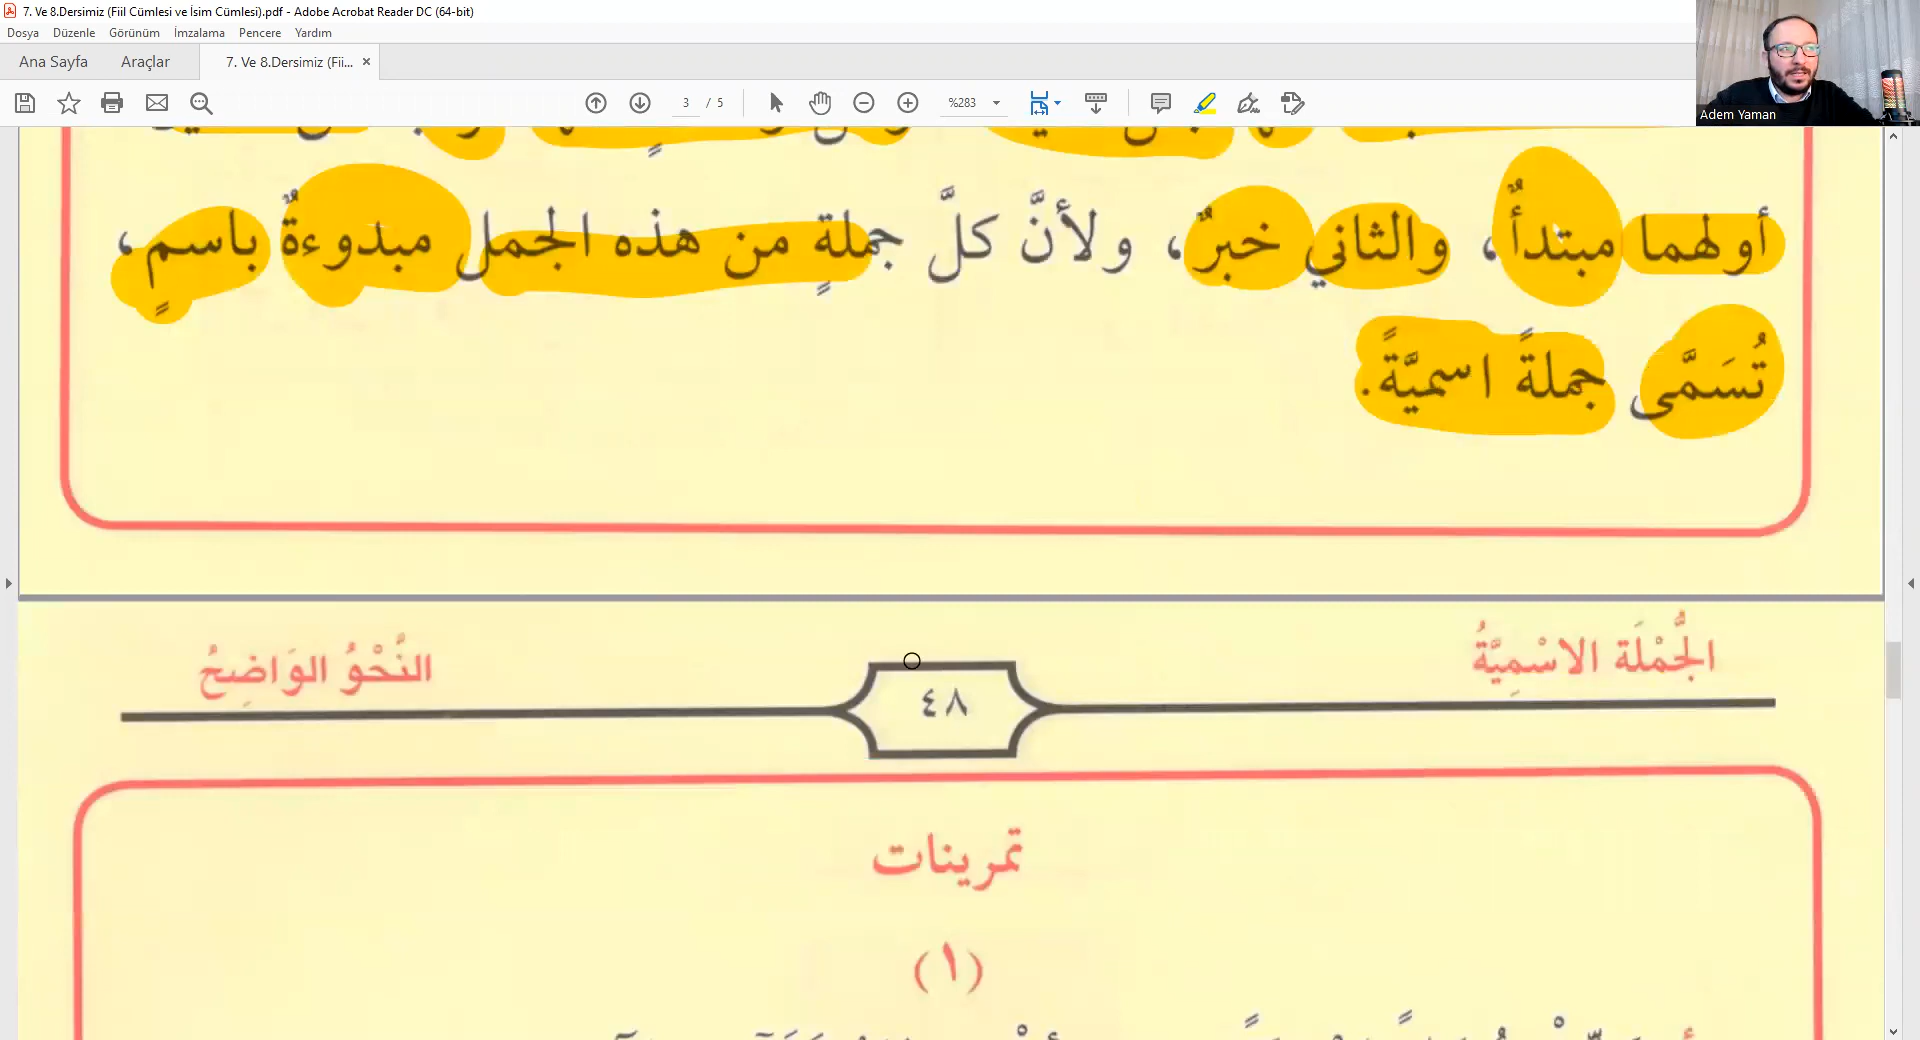 7. Ve 8.Dersimiz (Fiil Cümlesi ve İsim Cümlesi).pdf - Adobe Acrobat Reader DC (64-bit)
Dosya Düzenle Görünüm İmzalama Pencere Yardım
Ana Sayfa Araçlar 7. Ve 8.Dersimiz (Fii... ×
3 / 5 %283
Adem Yaman
أولهما مبتدأٌ، والثاني خبرٌ، ولأنَّ كلَّ جملةٍ من هذه الجمل مبدوءةٌ باسمٍ،
تُسَمَّى جملةً اسميَّةً.
الجُّمْلَة الاسْمِيَّةُ ٤٨ النَّحْوُ الوَاضِحُ
تمرينات
(١)